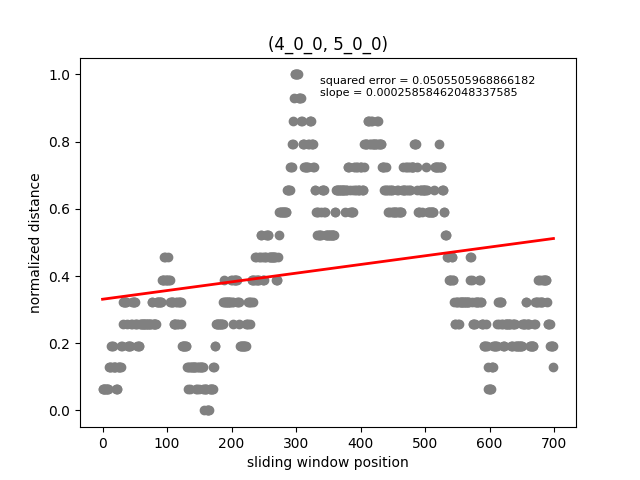 (4_0_0, 5_0_0)
squared error = 0.0505505968866182
slope = 0.00025858462048337585
normalized distance
1.0
0.8
0.6
0.4
0.2
0.0
0 100 200 300 400 500 600 700
sliding window position